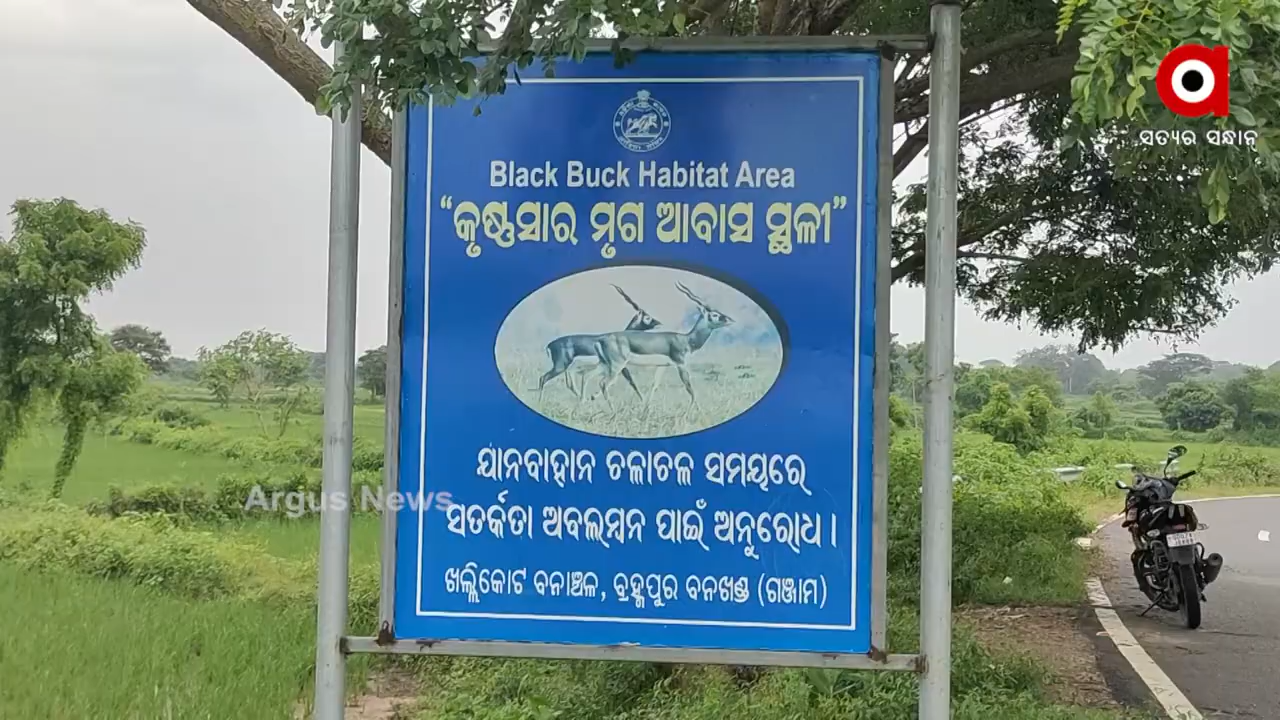 ସତ୍ୟର ସନ୍ଧାନ
Black Buck Habitat Area
“କୃଷ୍ଣସାର ମୃଗ ଆବାସ ସ୍ଥଳୀ”
ଯାନବାହାନ ଚଳାଚଳ ସମୟରେ
Argus News
ସତର୍କତା ଅବଲମ୍ବନ ପାଇଁ ଅନୁରୋଧ।
ଖଲ୍ଲିକୋଟ ବନାଞ୍ଚଳ, ବ୍ରହ୍ମପୁର ବନଖଣ୍ଡ (ଗଞ୍ଜାମ)